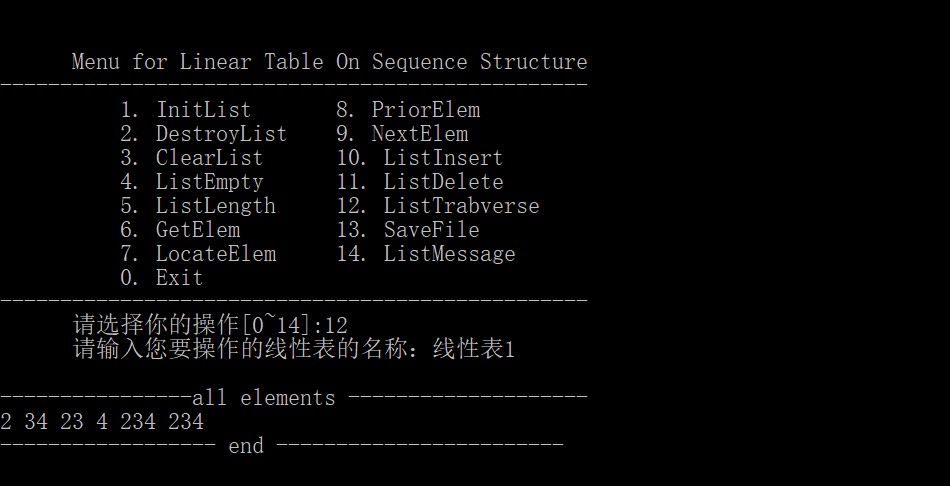 Menu for Linear Table On Sequence Structure
-------------------------------------------------
1. InitList 8. PriorElem
2. DestroyList 9. NextElem
3. ClearList 10. ListInsert
4. ListEmpty 11. ListDelete
5. ListLength 12. ListTrabverse
6. GetElem 13. SaveFile
7. LocateElem 14. ListMessage
0. Exit
-------------------------------------------------
请选择你的操作[0~14]:12
请输入您要操作的线性表的名称：线性表1
----------------all elements --------------------
2 34 23 4 234 234
------------------ end ------------------------